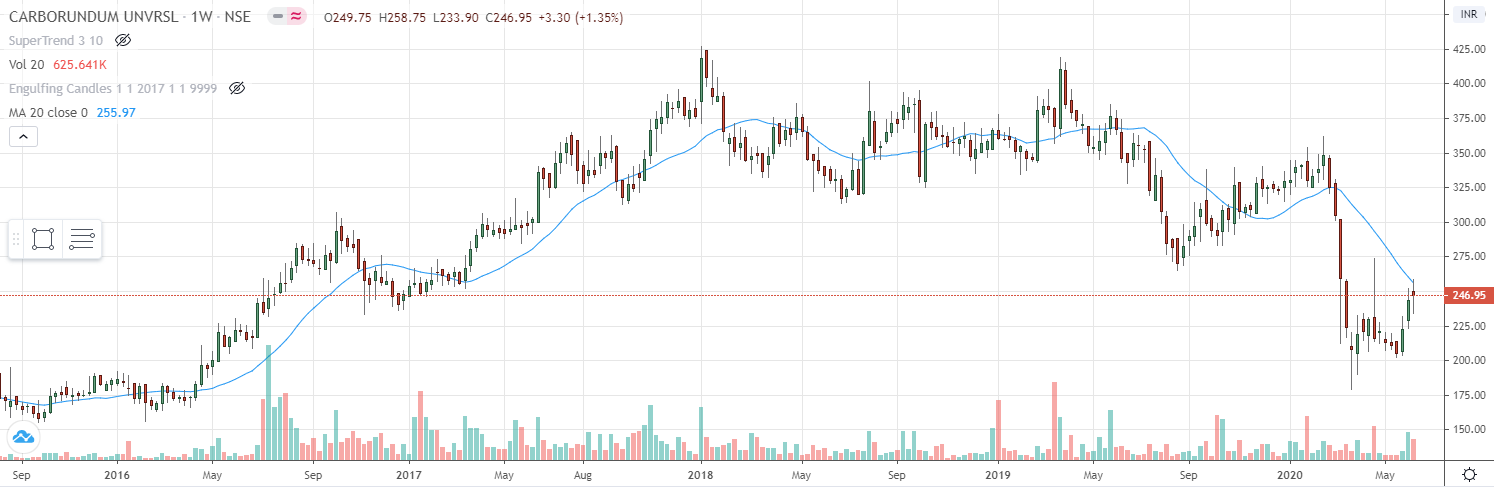 CARBORUNDUM UNVRSL · 1W · NSE O249.75 H258.75 L233.90 C246.95 +3.30 (+1.35%)
INR
SuperTrend 3 10
Vol 20 625.641K
Engulfing Candles 1 1 2017 1 1 9999
MA 20 close 0 255.97
425.00
400.00
375.00
350.00
325.00
300.00
275.00
246.95
225.00
200.00
175.00
150.00
Sep 2016 May Sep 2017 May Aug 2018 May Sep 2019 May Sep 2020 May